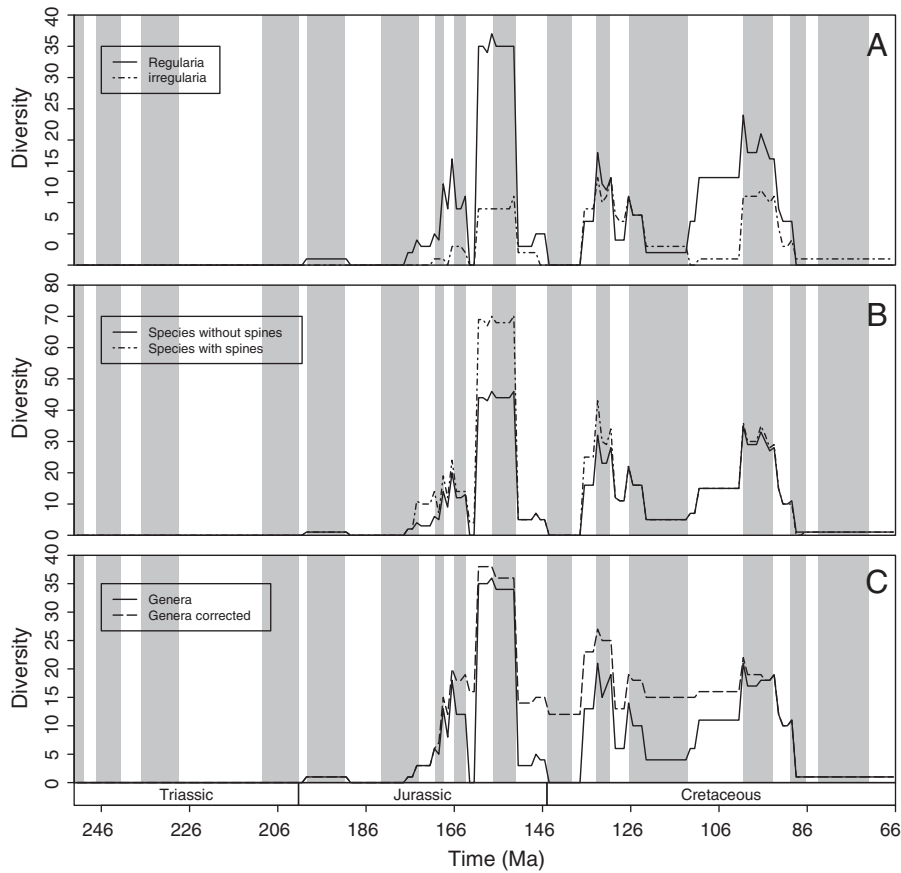 A
Diversity
40
35
30
25
20
15
10
5
0
Regularia
irregularia
B
Diversity
80
70
60
50
40
30
20
10
0
Species without spines
Species with spines
C
Diversity
40
35
30
25
20
15
10
5
0
Genera
Genera corrected
Triassic Jurassic Cretaceous
246 226 206 186 166 146 126 106 86 66
Time (Ma)